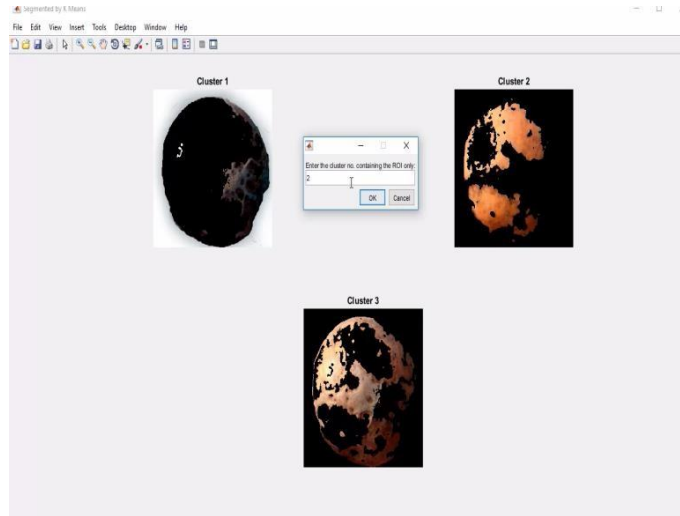 Segmented by K Means
File Edit View Insert Tools Desktop Window Help
Cluster 1
Cluster 2
Enter the cluster no. containing the ROI only:
2
OK Cancel
Cluster 3